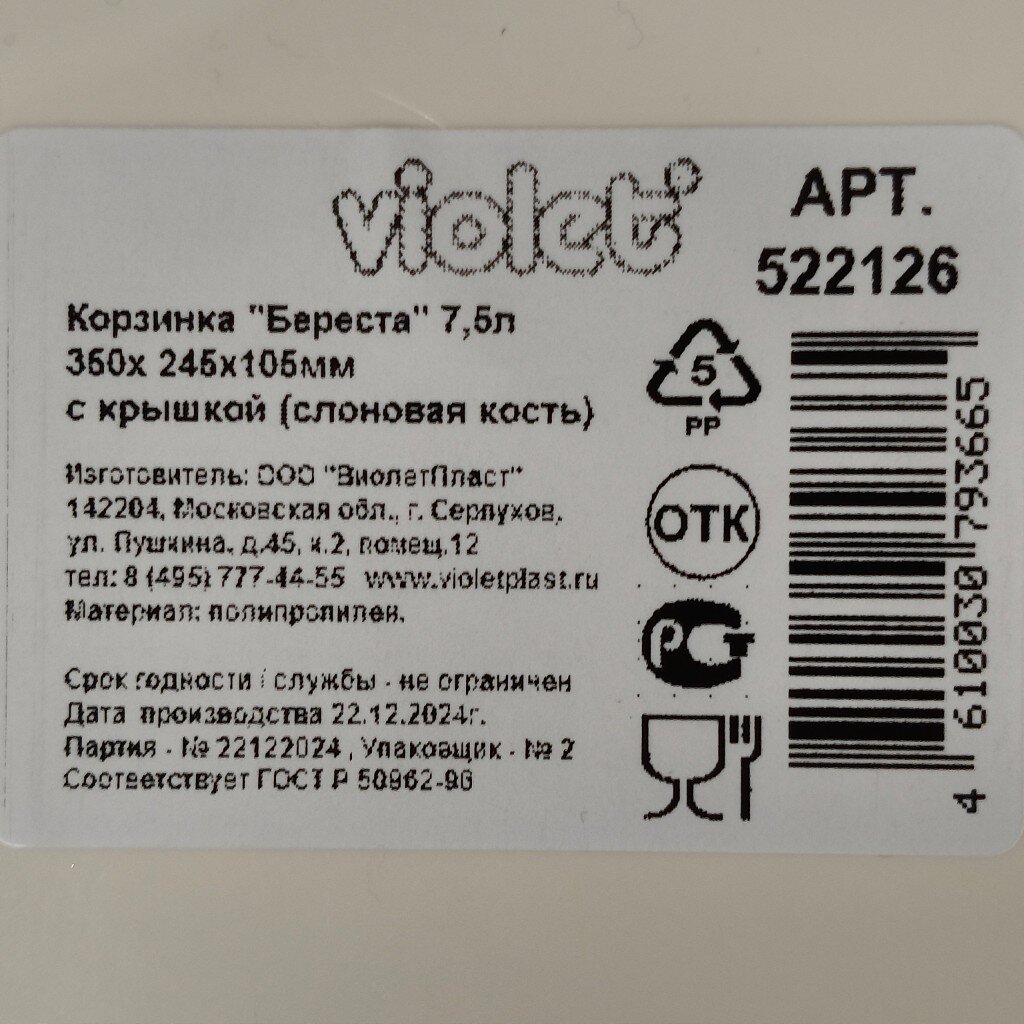 violet
АРТ.
522126
Корзинка "Береста" 7,5л
350х 245х105мм
с крышкой (слоновая кость)
Изготовитель: ООО "ВиолетПласт"
142204, Московская обл., г. Серпухов,
ул. Пушкина, д.45, к.2, помещ.12
тел: 8 (495) 777-44-55 www.violetplast.ru
Материал: полипропилен.
Срок годности / службы - не ограничен
Дата производства 22.12.2024г.
Партия - № 22122024 , Упаковщик - № 2
Соответствует ГОСТ Р 50962-96
5
PP
ОТК
РСТ
4 610030 793665